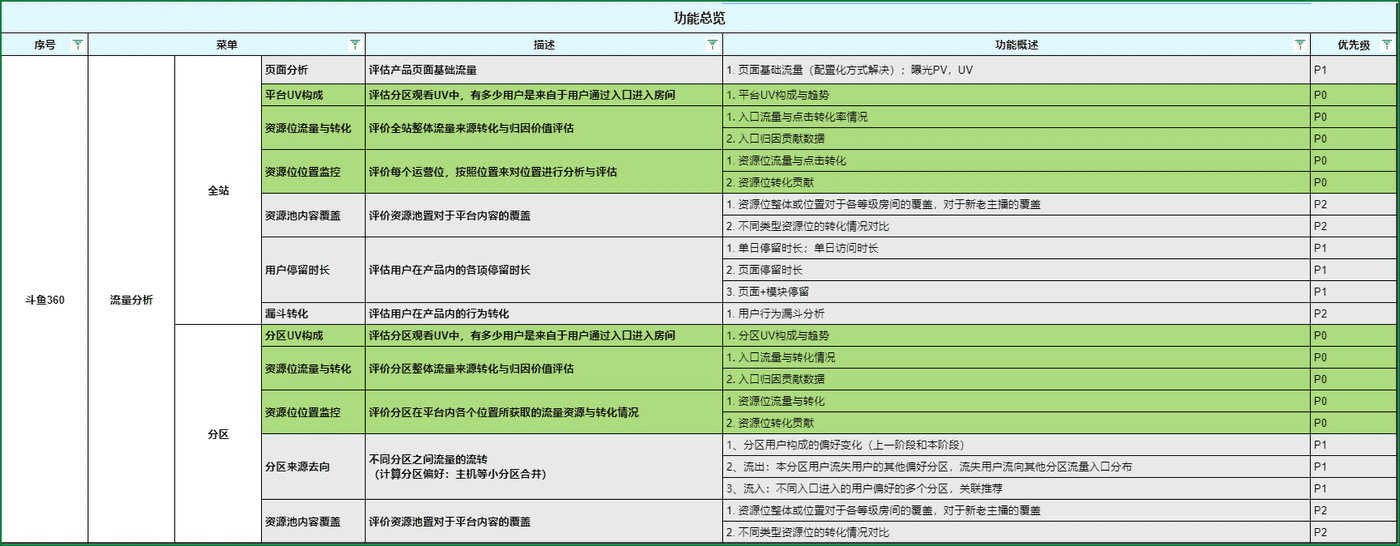 功能总览
序号 菜单 描述 功能概述 优先级
斗鱼360 流量分析 全站 页面分析 评估产品页面基础流量 1. 页面基础流量（配置化方式解决）；曝光PV，UV P1
平台UV构成 评估分区观看UV中，有多少用户是来自于用户通过入口进入房间 1. 平台UV构成与趋势 P0
资源位流量与转化 评价全站整体流量来源转化与归因价值评估 1. 入口流量与点击转化率情况 P0
2. 入口归因贡献数据 P0
资源位位置监控 评价每个运营位，按照位置来对位置进行分析与评估 1. 资源位流量与点击转化 P0
2. 资源位转化贡献 P0
资源池内容覆盖 评价资源池置对于平台内容的覆盖 1. 资源位整体或位置对于各等级房间的覆盖，对于新老主播的覆盖 P2
2. 不同类型资源位的转化情况对比 P2
用户停留时长 评估用户在产品内的各项停留时长 1. 单日停留时长；单日访问时长 P1
2. 页面停留时长 P1
3. 页面+模块停留 P1
漏斗转化 评估用户在产品内的行为转化 1. 用户行为漏斗分析 P2
分区 分区UV构成 评估分区观看UV中，有多少用户是来自于用户通过入口进入房间 1. 分区UV构成与趋势 P0
资源位流量与转化 评价分区整体流量来源转化与归因价值评估 1. 入口流量与转化情况 P0
2. 入口归因贡献数据 P0
资源位位置监控 评价分区在平台内各个位置所获取的流量资源与转化情况 1. 资源位流量与转化 P0
2. 资源位转化贡献 P0
分区来源去向 不同分区之间流量的流转 1、分区用户构成的偏好变化（上一阶段和本阶段） P1
（计算分区偏好：主机等小分区合并） 2、流出：本分区用户流失用户的其他偏好分区，流失用户流向其他分区流量入口分布 P1
3、流入：不同入口进入的用户偏好的多个分区，关联推荐 P1
资源池内容覆盖 评价资源池置对于平台内容的覆盖 1. 资源位整体或位置对于各等级房间的覆盖，对于新老主播的覆盖 P2
2. 不同类型资源位的转化情况对比 P2